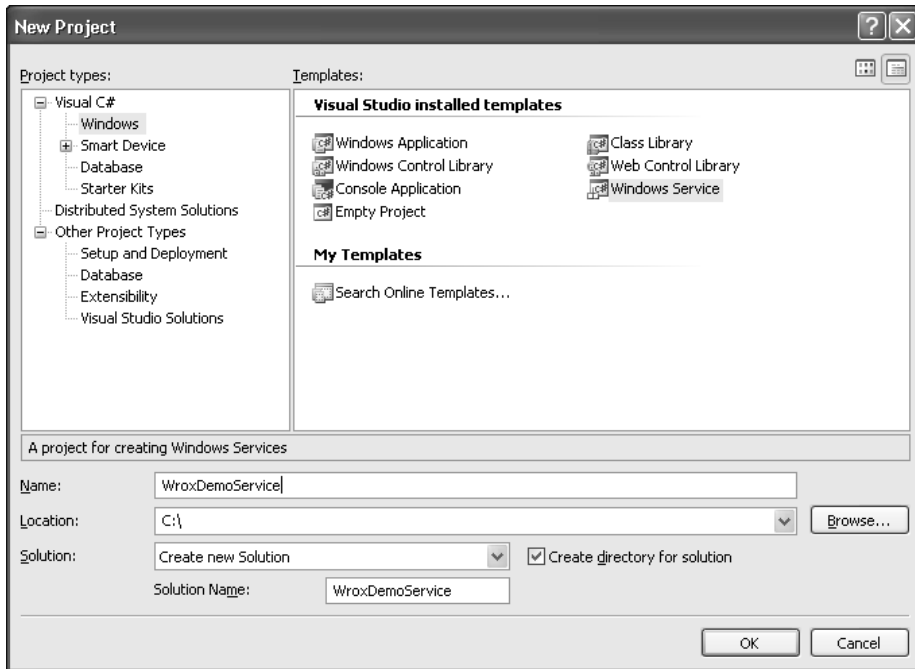 New Project
Project types:
Templates:
Visual C#
Windows
Smart Device
Database
Starter Kits
Distributed System Solutions
Other Project Types
Setup and Deployment
Database
Extensibility
Visual Studio Solutions
Visual Studio installed templates
Windows Application
Class Library
Windows Control Library
Web Control Library
Console Application
Windows Service
Empty Project
My Templates
Search Online Templates...
A project for creating Windows Services
Name: WroxDemoService
Location: C:\ Browse...
Solution: Create new Solution Create directory for solution
Solution Name: WroxDemoService
OK Cancel